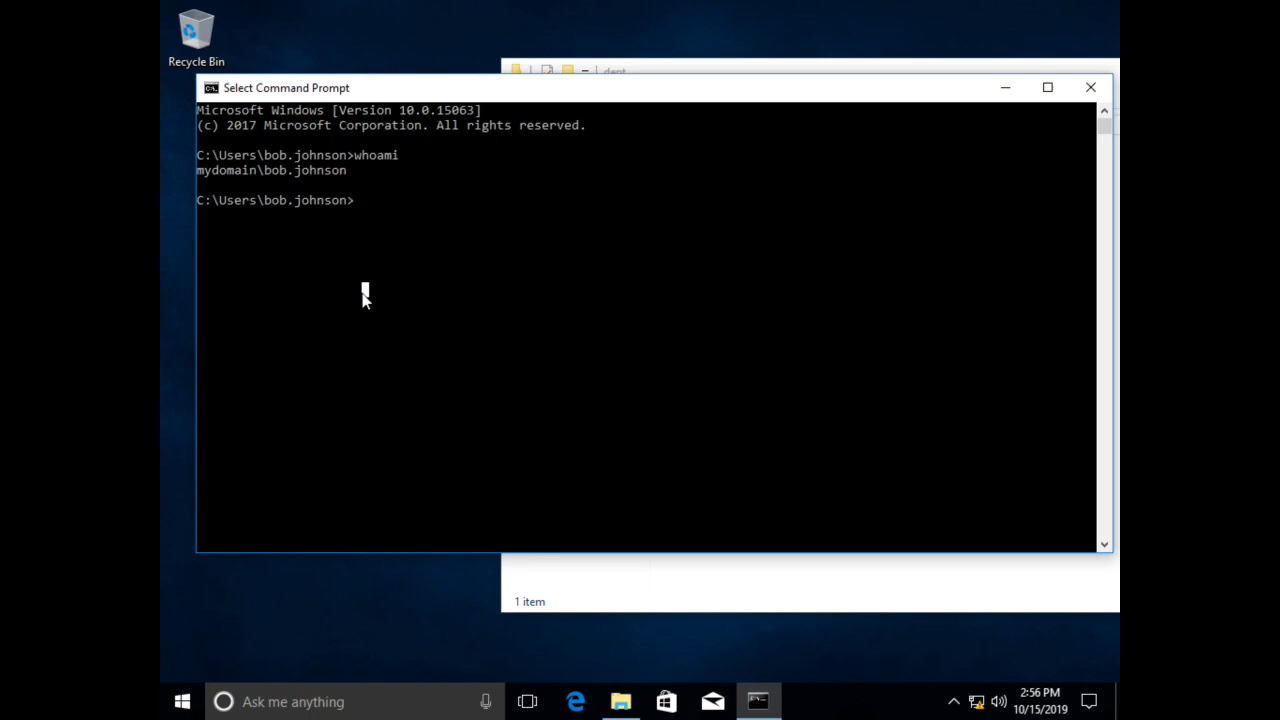 Recycle Bin
dept
Select Command Prompt
Microsoft Windows [Version 10.0.15063]
(c) 2017 Microsoft Corporation. All rights reserved.
C:\Users\bob.johnson>whoami
mydomain\bob.johnson
C:\Users\bob.johnson>
1 item
Ask me anything
2:56 PM
10/15/2019